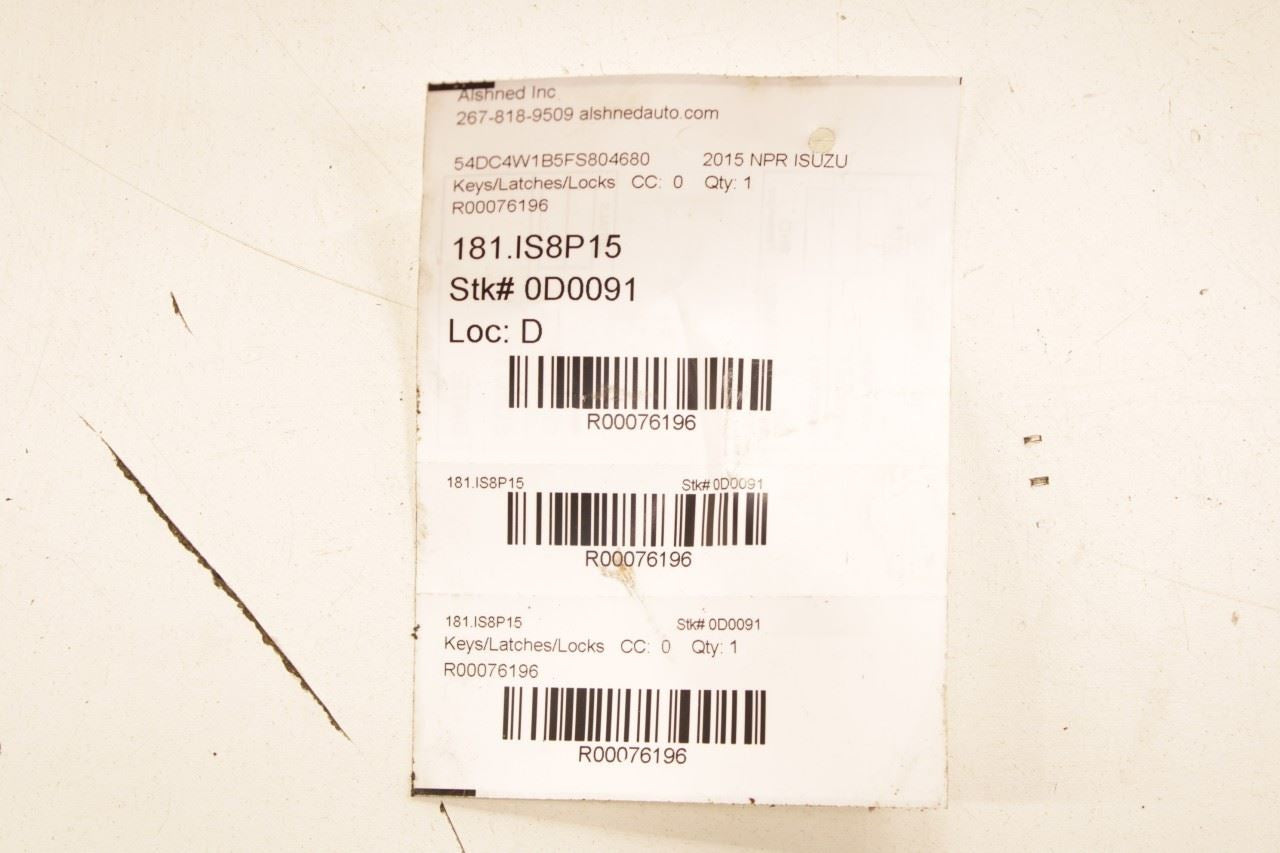 Alshned Inc
267-818-9509 alshnedauto.com
54DC4W1B5FS804680 2015 NPR ISUZU
Keys/Latches/Locks CC: 0 Qty: 1
R00076196
181.IS8P15
Stk# 0D0091
Loc: D
R00076196
181.IS8P15 Stk# 0D0091
R00076196
181.IS8P15 Stk# 0D0091
Keys/Latches/Locks CC: 0 Qty: 1
R00076196
R00076196